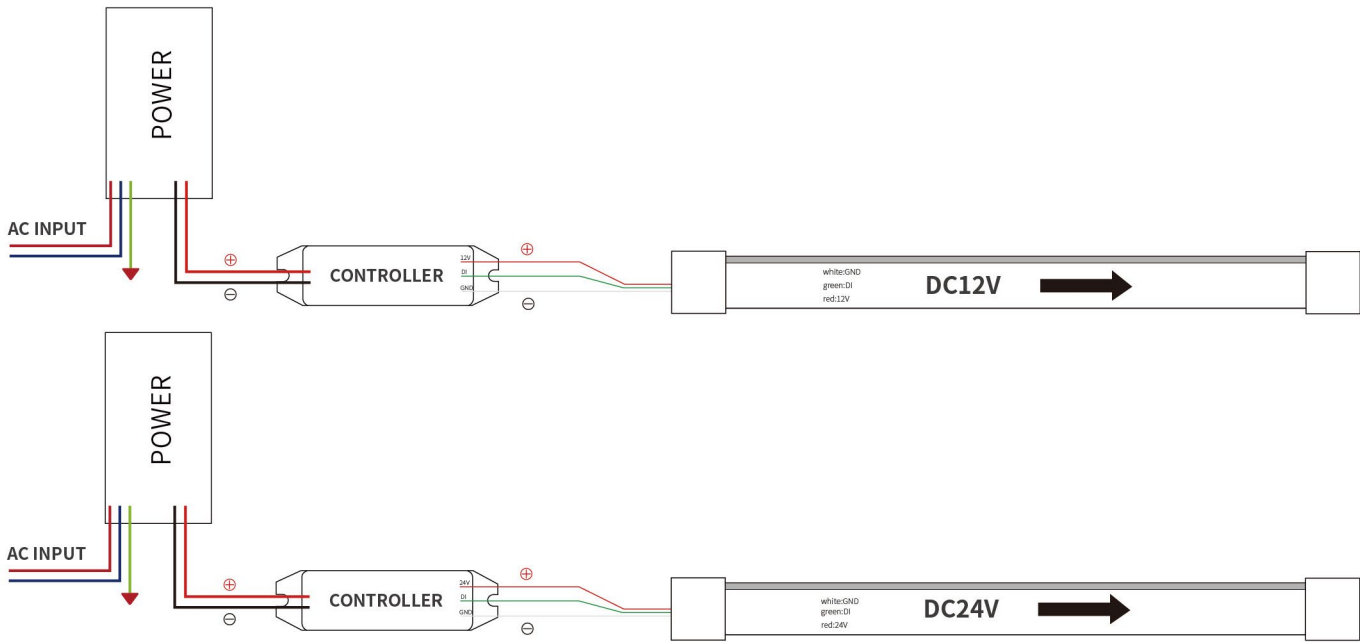 POWER
AC INPUT
⊕
⊖
CONTROLLER
12V
DI
GND
⊕
⊖
white:GND
green:DI
red:12V
DC12V
POWER
AC INPUT
⊕
⊖
CONTROLLER
24V
DI
GND
⊕
⊖
white:GND
green:DI
red:24V
DC24V